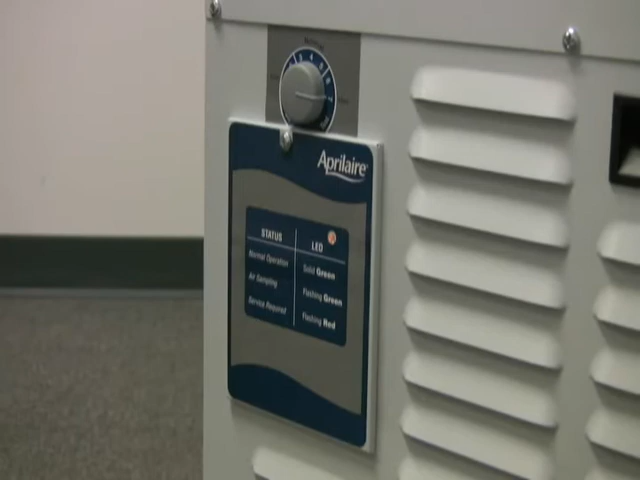 Aprilaire
STATUS LED
Normal Operation Solid Green
Air Sampling Flashing Green
Service Required Flashing Red